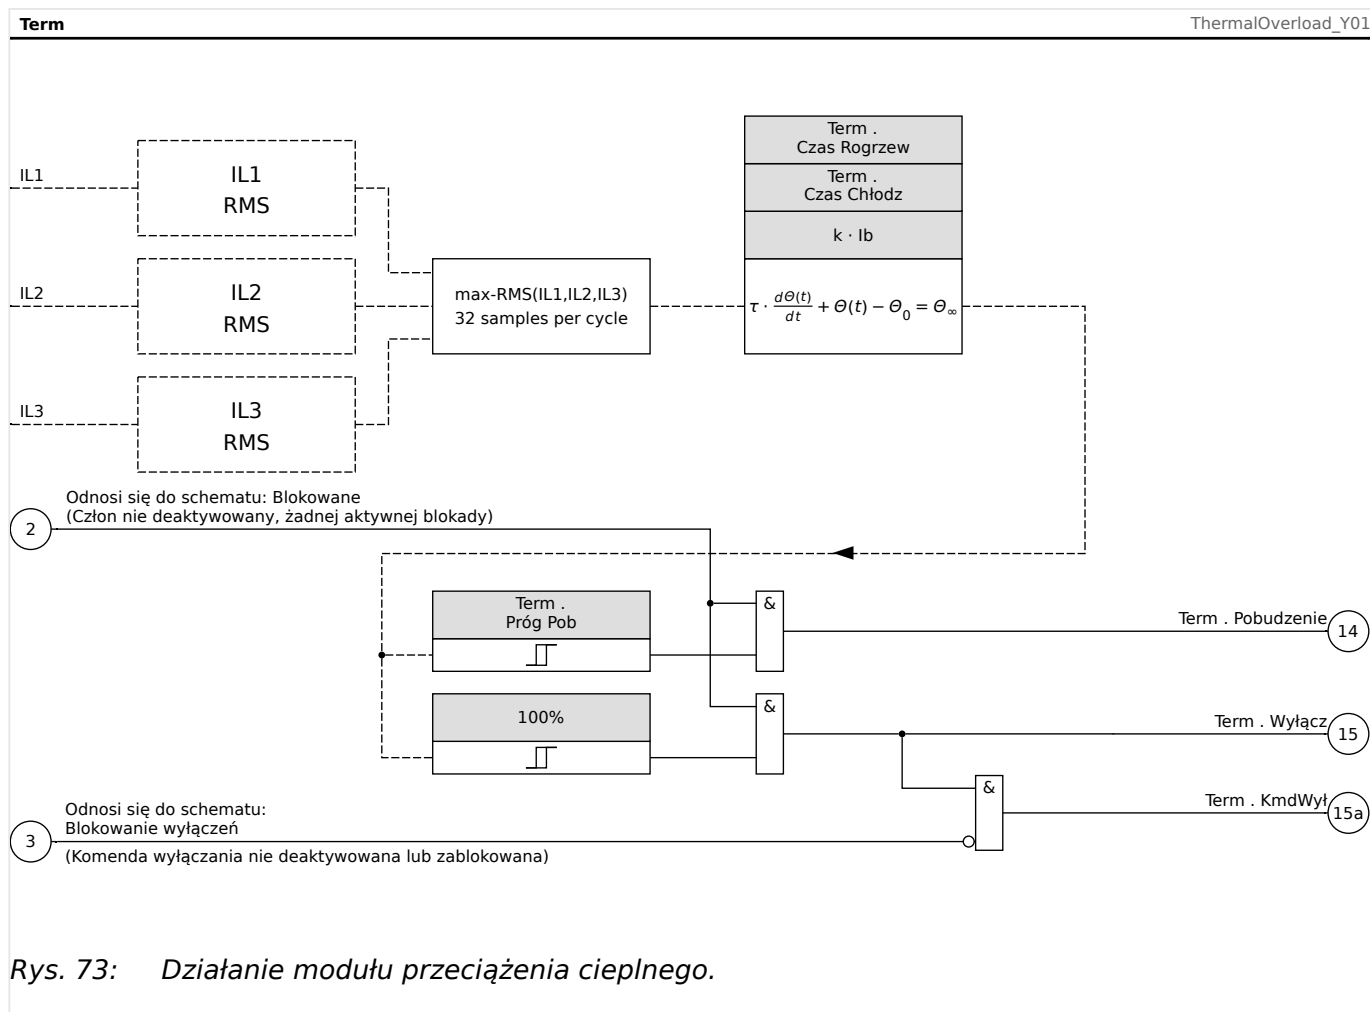 Term
ThermalOverload_Y01
Term .
Czas Rogrzew
Term .
Czas Chłodz
k · Ib
τ · dΘ(t)/dt + Θ(t) − Θ₀ = Θ∞
IL1
IL1
RMS
IL2
IL2
RMS
IL3
IL3
RMS
max-RMS(IL1,IL2,IL3)
32 samples per cycle
2
Odnosi się do schematu: Blokowane
(Człon nie deaktywowany, żadnej aktywnej blokady)
Term .
Próg Pob
&
Term . Pobudzenie
14
100%
&
Term . Wyłącz
15
&
Term . KmdWył
15a
3
Odnosi się do schematu:
Blokowanie wyłączeń
(Komenda wyłączania nie deaktywowana lub zablokowana)
Rys. 73: Działanie modułu przeciążenia cieplnego.